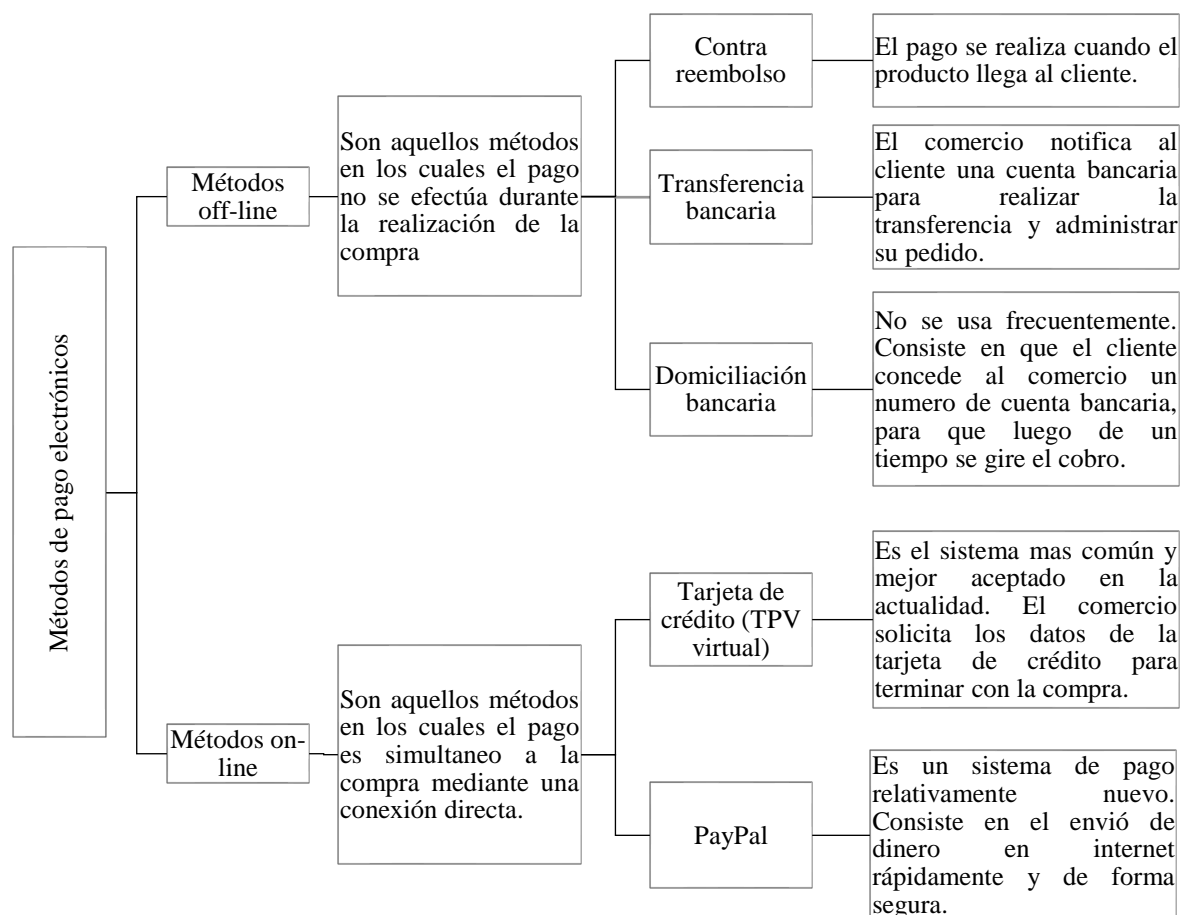 Métodos de pago electrónicos
Métodos
off-line
Son aquellos métodos
en los cuales el pago
no se efectúa durante
la realización de la
compra
Contra
reembolso
El pago se realiza cuando el
producto llega al cliente.
Transferencia
bancaria
El comercio notifica al
cliente una cuenta bancaria
para realizar la
transferencia y administrar
su pedido.
Domiciliación
bancaria
No se usa frecuentemente.
Consiste en que el cliente
concede al comercio un
numero de cuenta bancaria,
para que luego de un
tiempo se gire el cobro.
Métodos on-
line
Son aquellos métodos
en los cuales el pago
es simultaneo a la
compra mediante una
conexión directa.
Tarjeta de
crédito (TPV
virtual)
Es el sistema mas común y
mejor aceptado en la
actualidad. El comercio
solicita los datos de la
tarjeta de crédito para
terminar con la compra.
PayPal
Es un sistema de pago
relativamente nuevo.
Consiste en el envió de
dinero en internet
rápidamente y de forma
segura.